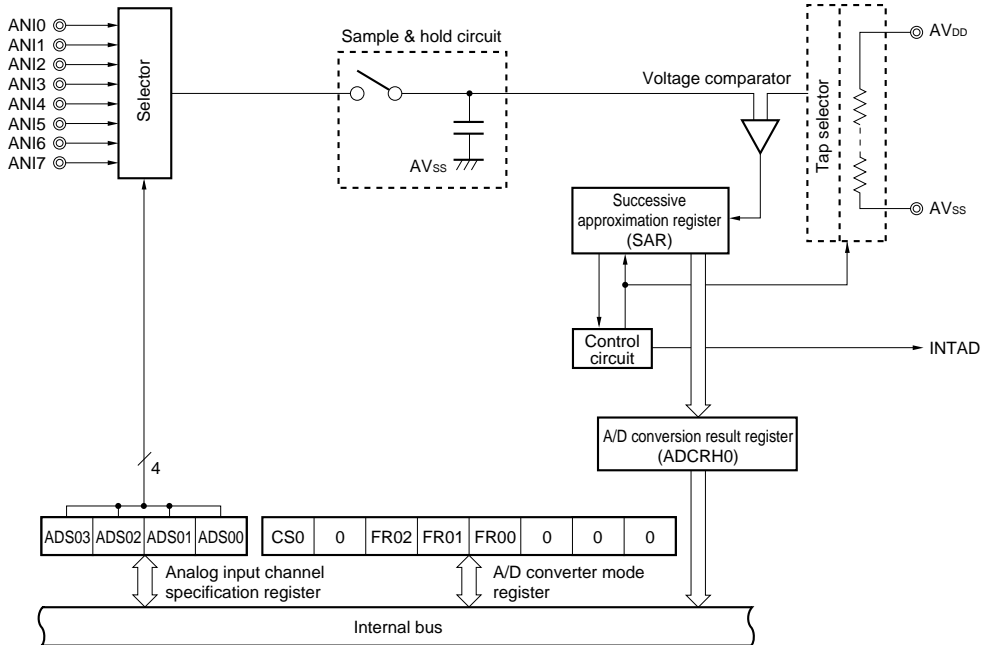 ANI0
ANI1
ANI2
ANI3
ANI4
ANI5
ANI6
ANI7
Selector
Sample & hold circuit
AVSS
Voltage comparator
Tap selector
AVDD
AVSS
Successive
approximation register
(SAR)
Control
circuit
INTAD
A/D conversion result register
(ADCRH0)
4
ADS03 ADS02 ADS01 ADS00
CS0 0 FR02 FR01 FR00 0 0 0
Analog input channel
specification register
A/D converter mode
register
Internal bus